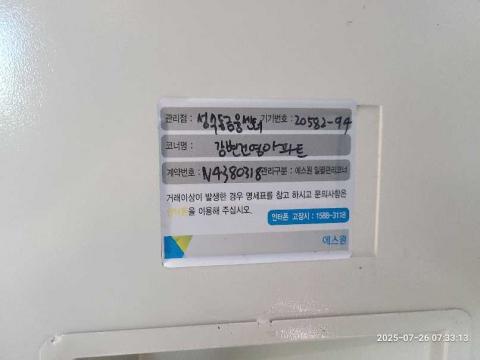 관리점 : 성수동금융센터 기기번호 : 20582-94
코너명 : 강변건영아파트
계약번호 : N4380318 관리구분 : 에스원 일괄관리코너
거래이상이 발생한 경우 명세표를 참고 하시고 문의사항은
인터폰을 이용해 주십시오.
인터폰 고장시 : 1588-3118
에스원
2025-07-26 07:33:13